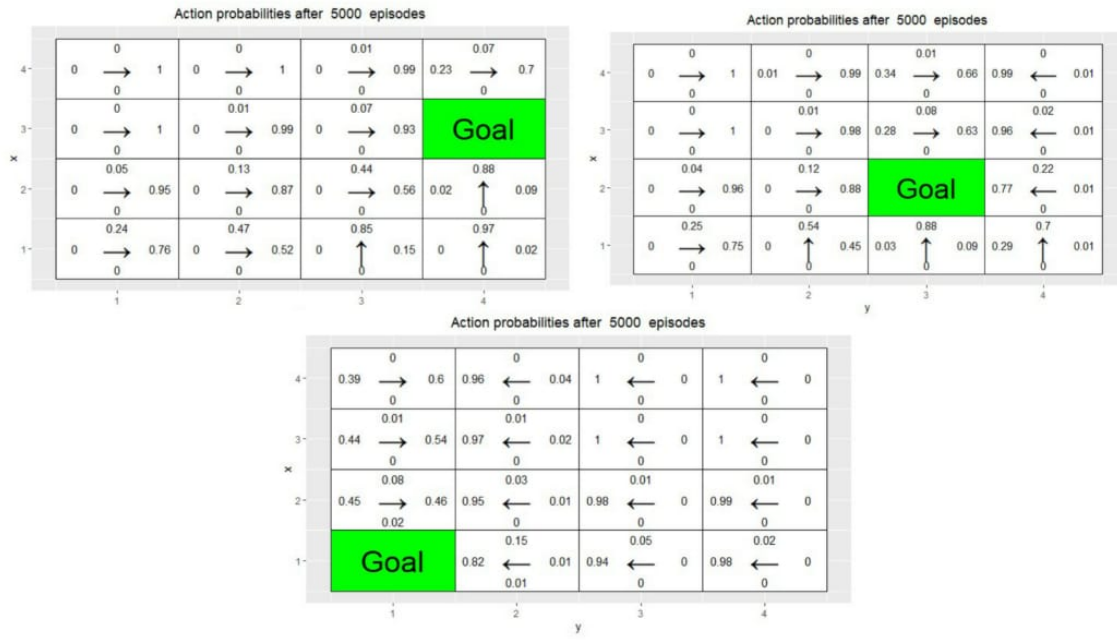 Action probabilities after 5000 episodes
0 0 0.01 0.07
4 0 → 1 0 → 1 0 → 0.99 0.23 → 0.7
0 0 0 0
0 0.01 0.07
3 0 → 1 0 → 0.99 0 → 0.93 Goal
0 0 0
x
0.05 0.13 0.44 0.88
2 0 → 0.95 0 → 0.87 0 → 0.56 0.02 ↑ 0.09
0 0 0 0
0.24 0.47 0.85 0.97
1 0 → 0.76 0 → 0.52 0 ↑ 0.15 0 ↑ 0.02
0 0 0 0
1 2 3 4
Action probabilities after 5000 episodes
0 0 0.01 0
4 0 → 1 0.01 → 0.99 0.34 → 0.66 0.99 ← 0.01
0 0 0 0
0 0.01 0.08 0.02
3 0 → 1 0 → 0.98 0.28 → 0.63 0.96 ← 0.01
0 0 0 0
x
0.04 0.12 0.22
2 0 → 0.96 0 → 0.88 Goal 0.77 ← 0.01
0 0 0
0.25 0.54 0.88 0.7
1 0 → 0.75 0 ↑ 0.45 0.03 ↑ 0.09 0.29 ↑ 0.01
0 0 0 0
1 2 3 4
y
Action probabilities after 5000 episodes
0 0 0 0
4 0.39 → 0.6 0.96 ← 0.04 1 ← 0 1 ← 0
0 0 0 0
0.01 0.01 0 0
3 0.44 → 0.54 0.97 ← 0.02 1 ← 0 1 ← 0
0 0 0 0
x
0.08 0.03 0.01 0.01
2 0.45 → 0.46 0.95 ← 0.01 0.98 ← 0 0.99 ← 0
0.02 0 0 0
0.15 0.05 0.02
1 Goal 0.82 ← 0.01 0.94 ← 0 0.98 ← 0
0.01 0 0
1 2 3 4
y